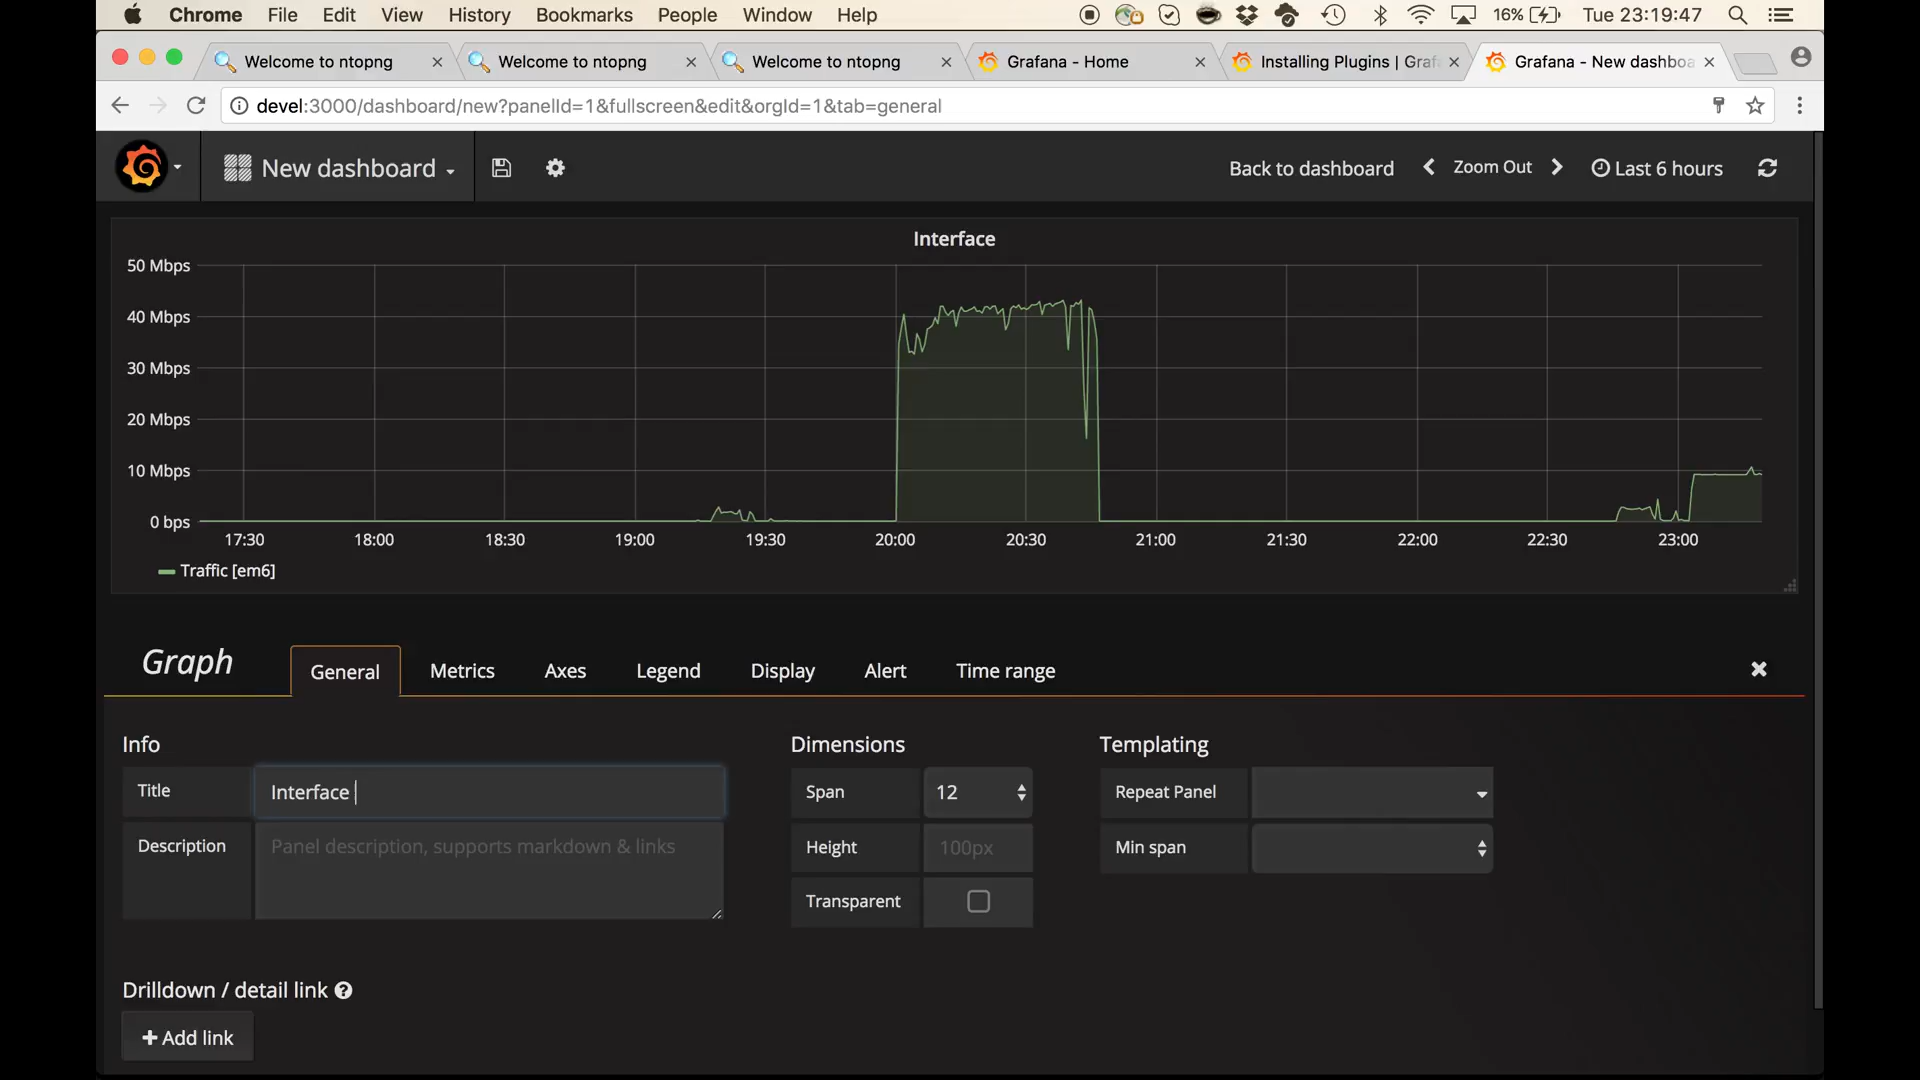 Chrome File Edit View History Bookmarks People Window Help 16% Tue 23:19:47
Welcome to ntopng Welcome to ntopng Welcome to ntopng Grafana - Home Installing Plugins | Graf Grafana - New dashboa
devel:3000/dashboard/new?panelId=1&fullscreen&edit&orgId=1&tab=general
New dashboard Back to dashboard Zoom Out Last 6 hours
Interface
50 Mbps
40 Mbps
30 Mbps
20 Mbps
10 Mbps
0 bps
17:30 18:00 18:30 19:00 19:30 20:00 20:30 21:00 21:30 22:00 22:30 23:00
Traffic [em6]
Graph General Metrics Axes Legend Display Alert Time range
Info Dimensions Templating
Title Interface Span 12 Repeat Panel
Description Panel description, supports markdown & links Height 100px Min span
Transparent
Drilldown / detail link ?
+ Add link